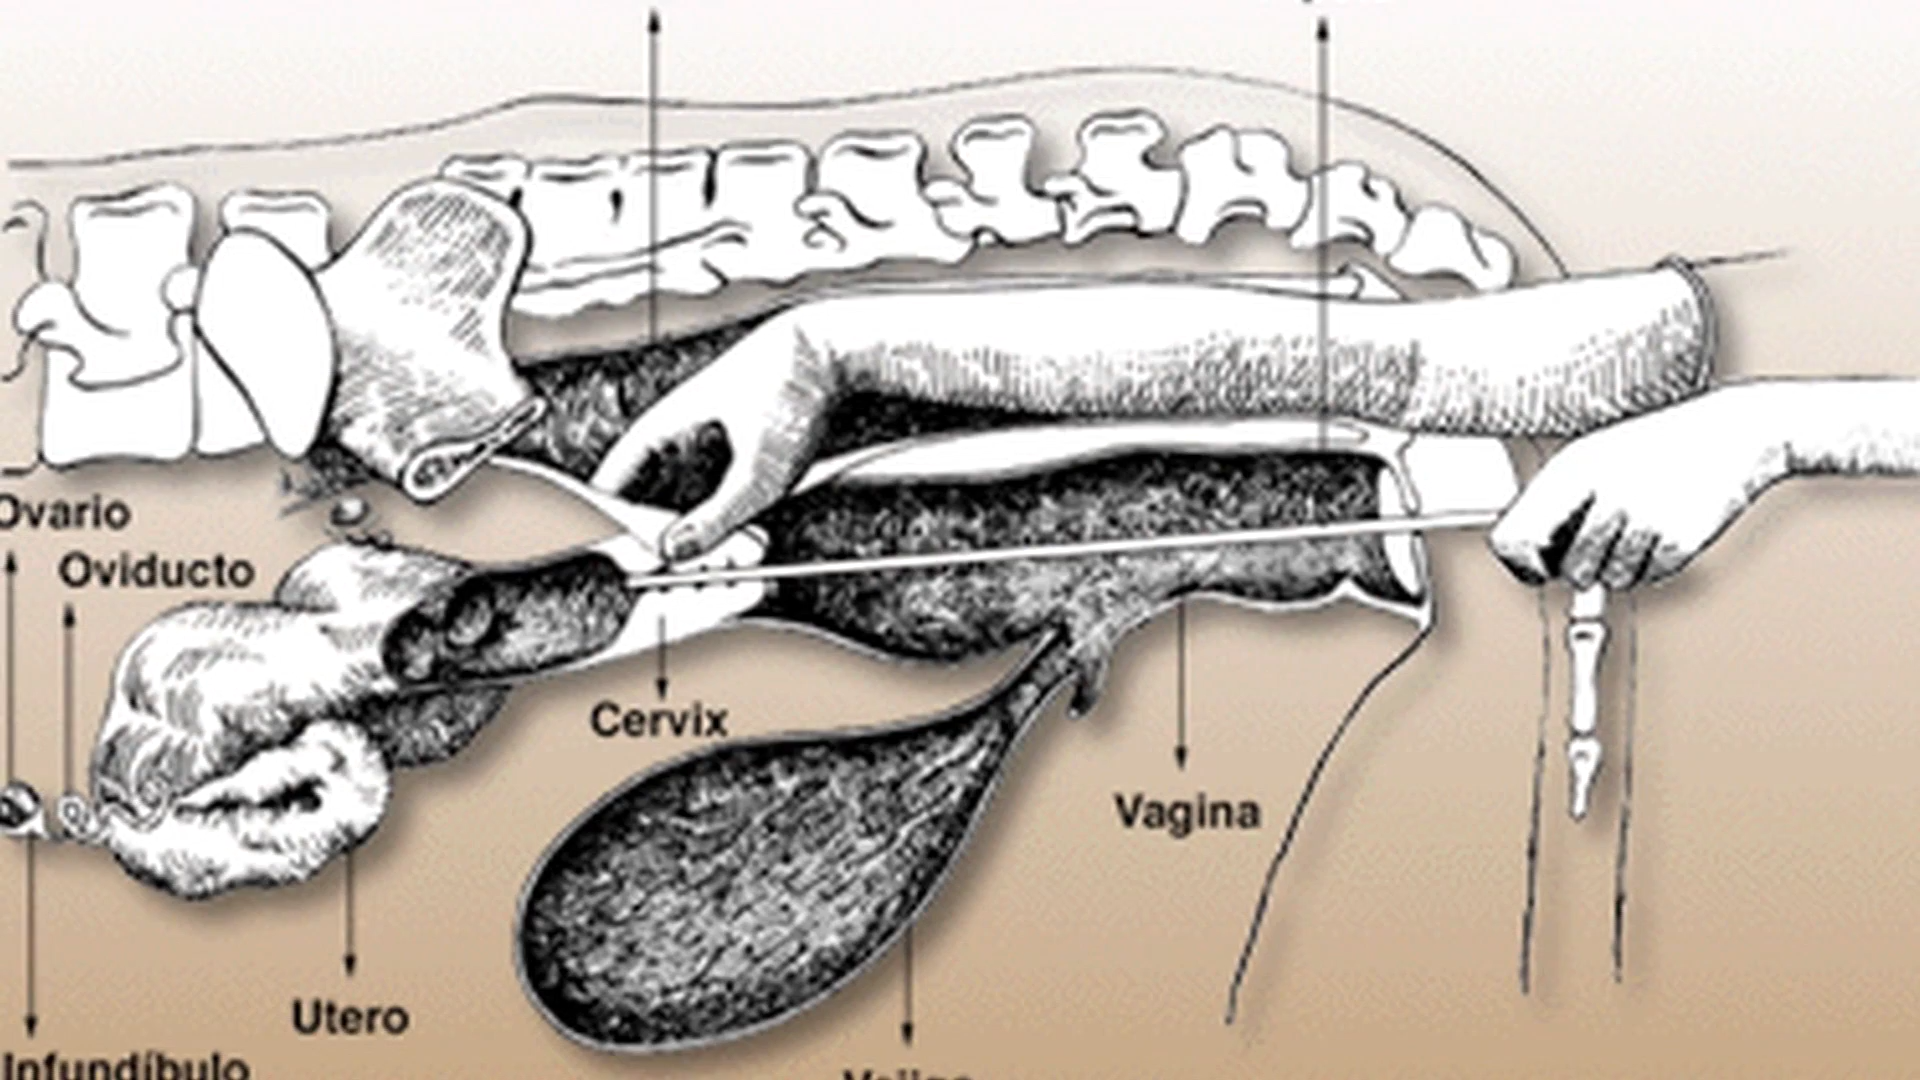 Ovario
Oviducto
Cervix
Vagina
Utero
Infundíbulo